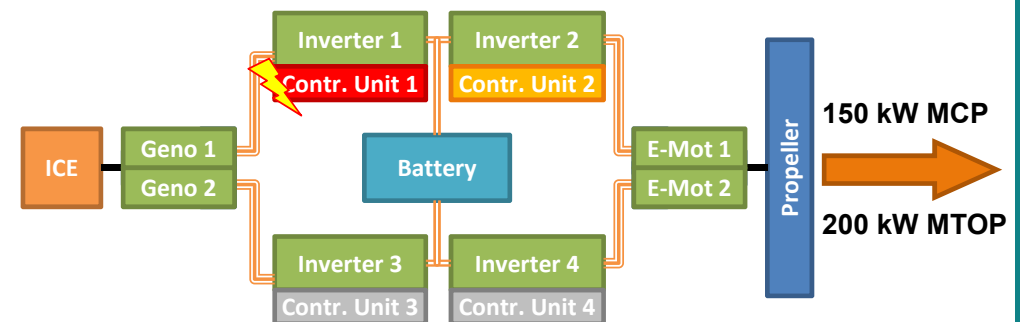 Inverter 1
Inverter 2
Contr. Unit 1
Contr. Unit 2
150 kW MCP
ICE
Geno 1
Geno 2
Battery
E-Mot 1
E-Mot 2
Propeller
200 kW MTOP
Inverter 3
Inverter 4
Contr. Unit 3
Contr. Unit 4